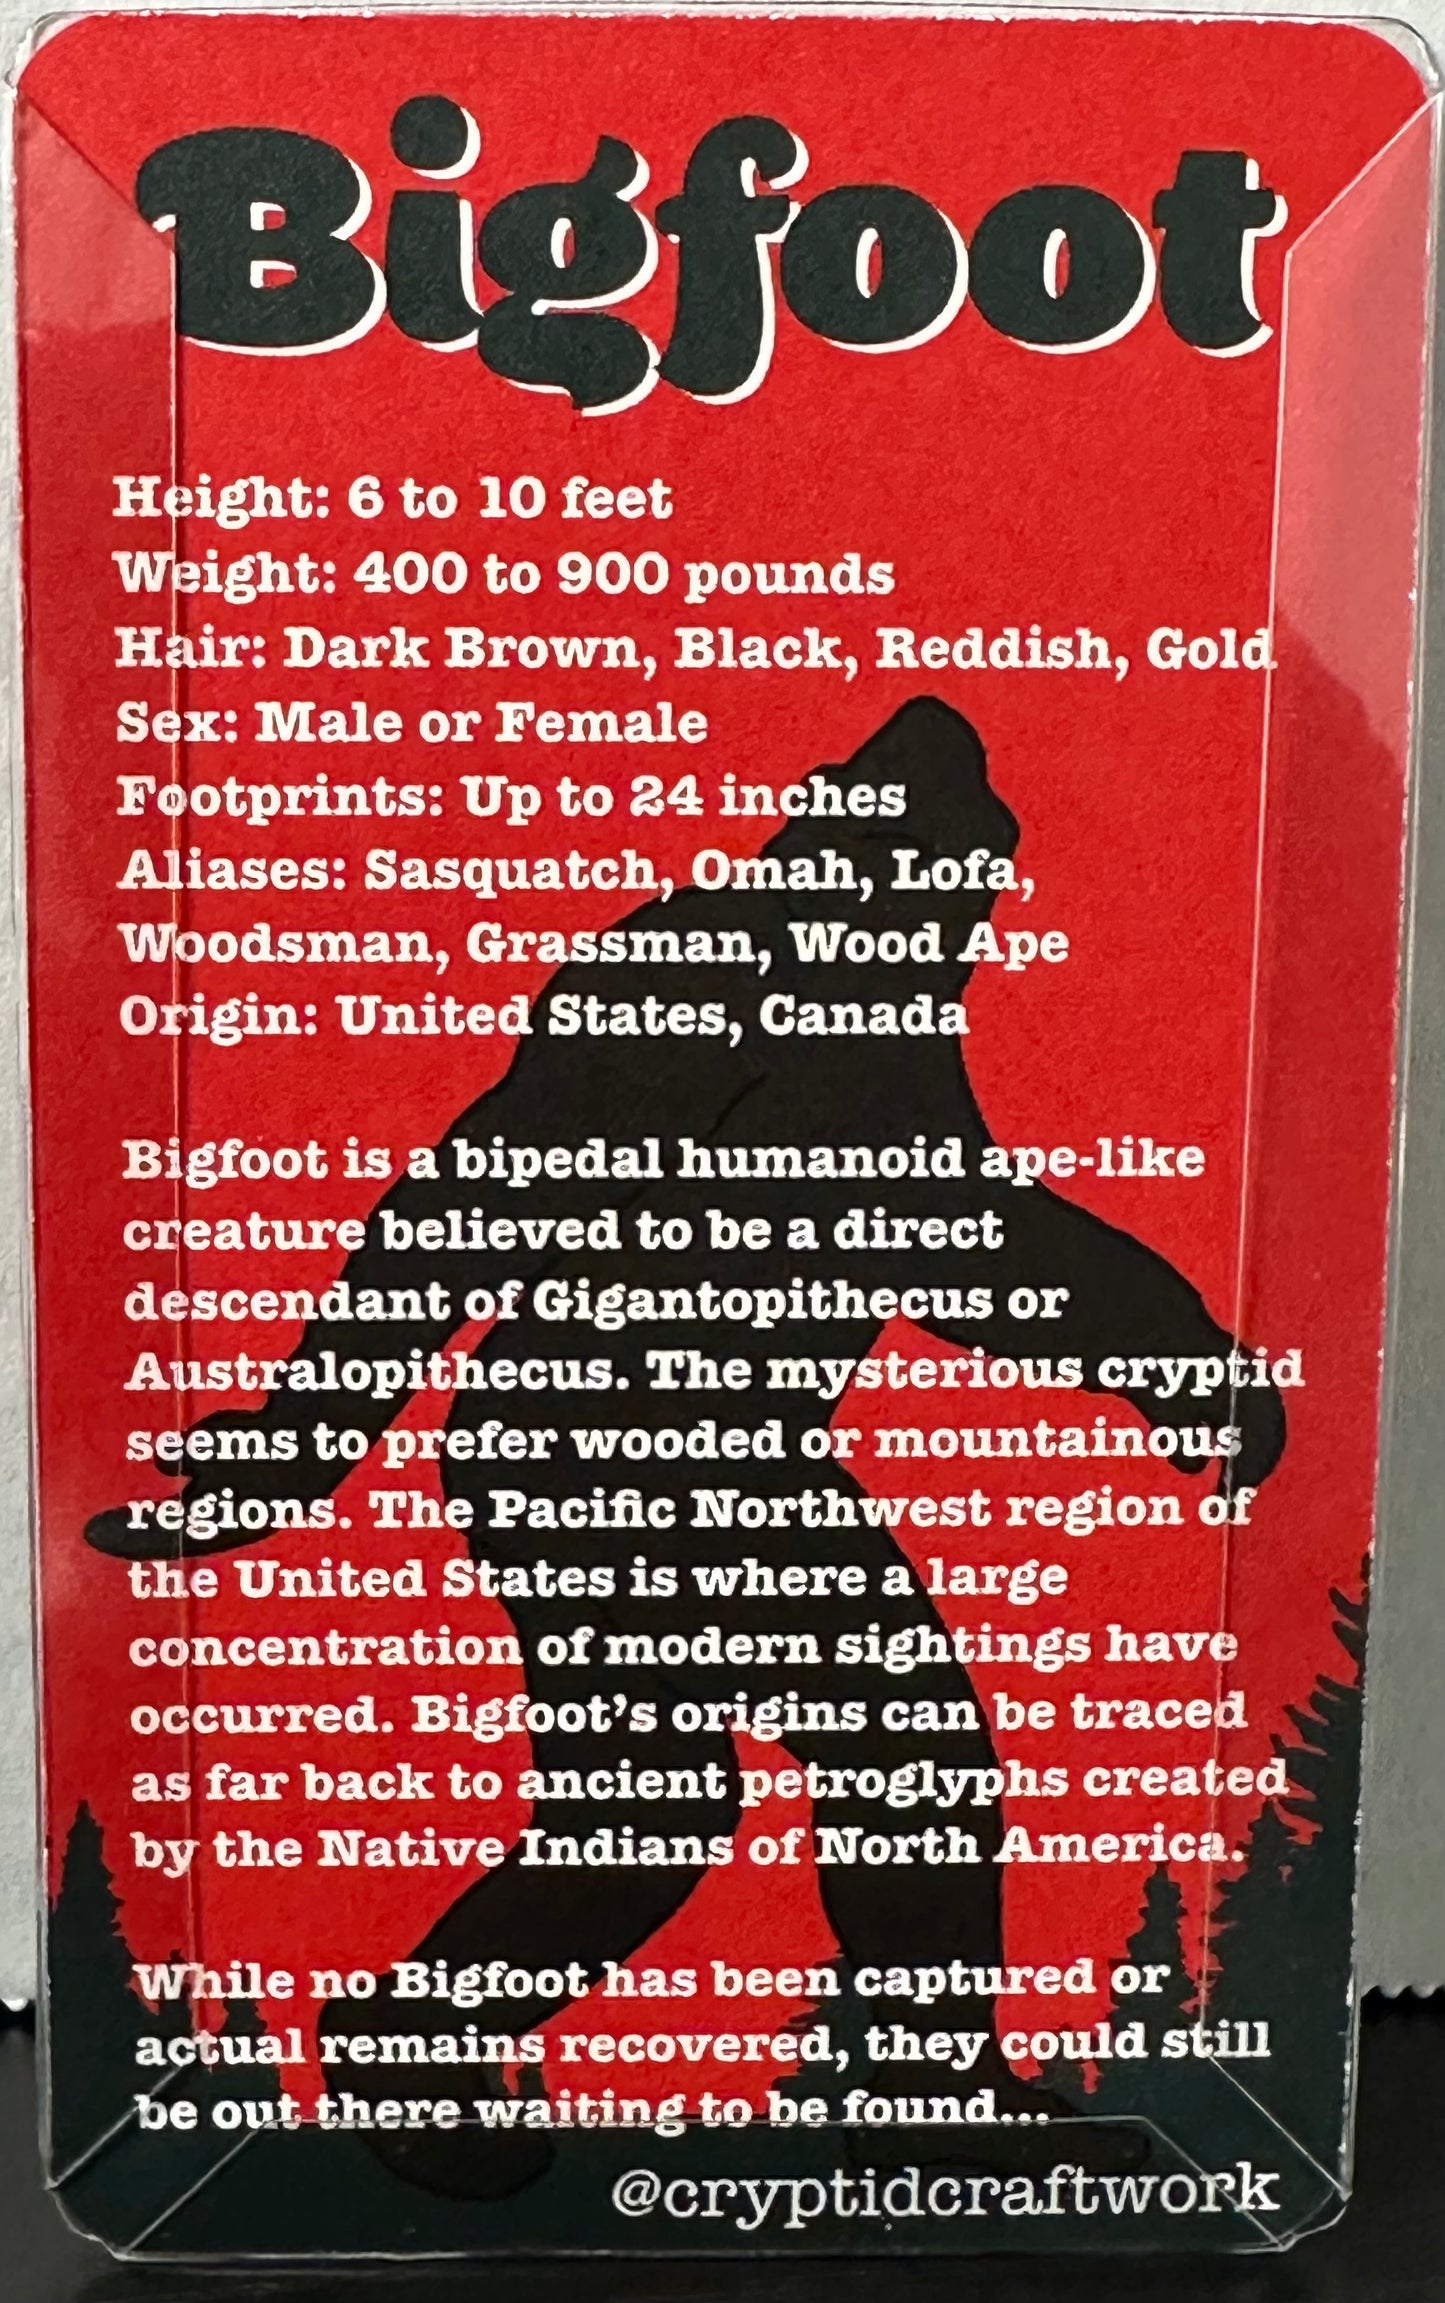 Bigfoot
Height: 6 to 10 feet
Weight: 400 to 900 pounds
Hair: Dark Brown, Black, Reddish, Gold
Sex: Male or Female
Footprints: Up to 24 inches
Aliases: Sasquatch, Omah, Lofa,
Woodsman, Grassman, Wood Ape
Origin: United States, Canada
Bigfoot is a bipedal humanoid ape-like
creature believed to be a direct
descendant of Gigantopithecus or
Australopithecus. The mysterious cryptid
seems to prefer wooded or mountainous
regions. The Pacific Northwest region of
the United States is where a large
concentration of modern sightings have
occurred. Bigfoot’s origins can be traced
as far back to ancient petroglyphs created
by the Native Indians of North America.
While no Bigfoot has been captured or
actual remains recovered, they could still
be out there waiting to be found...
@cryptidcraftwork